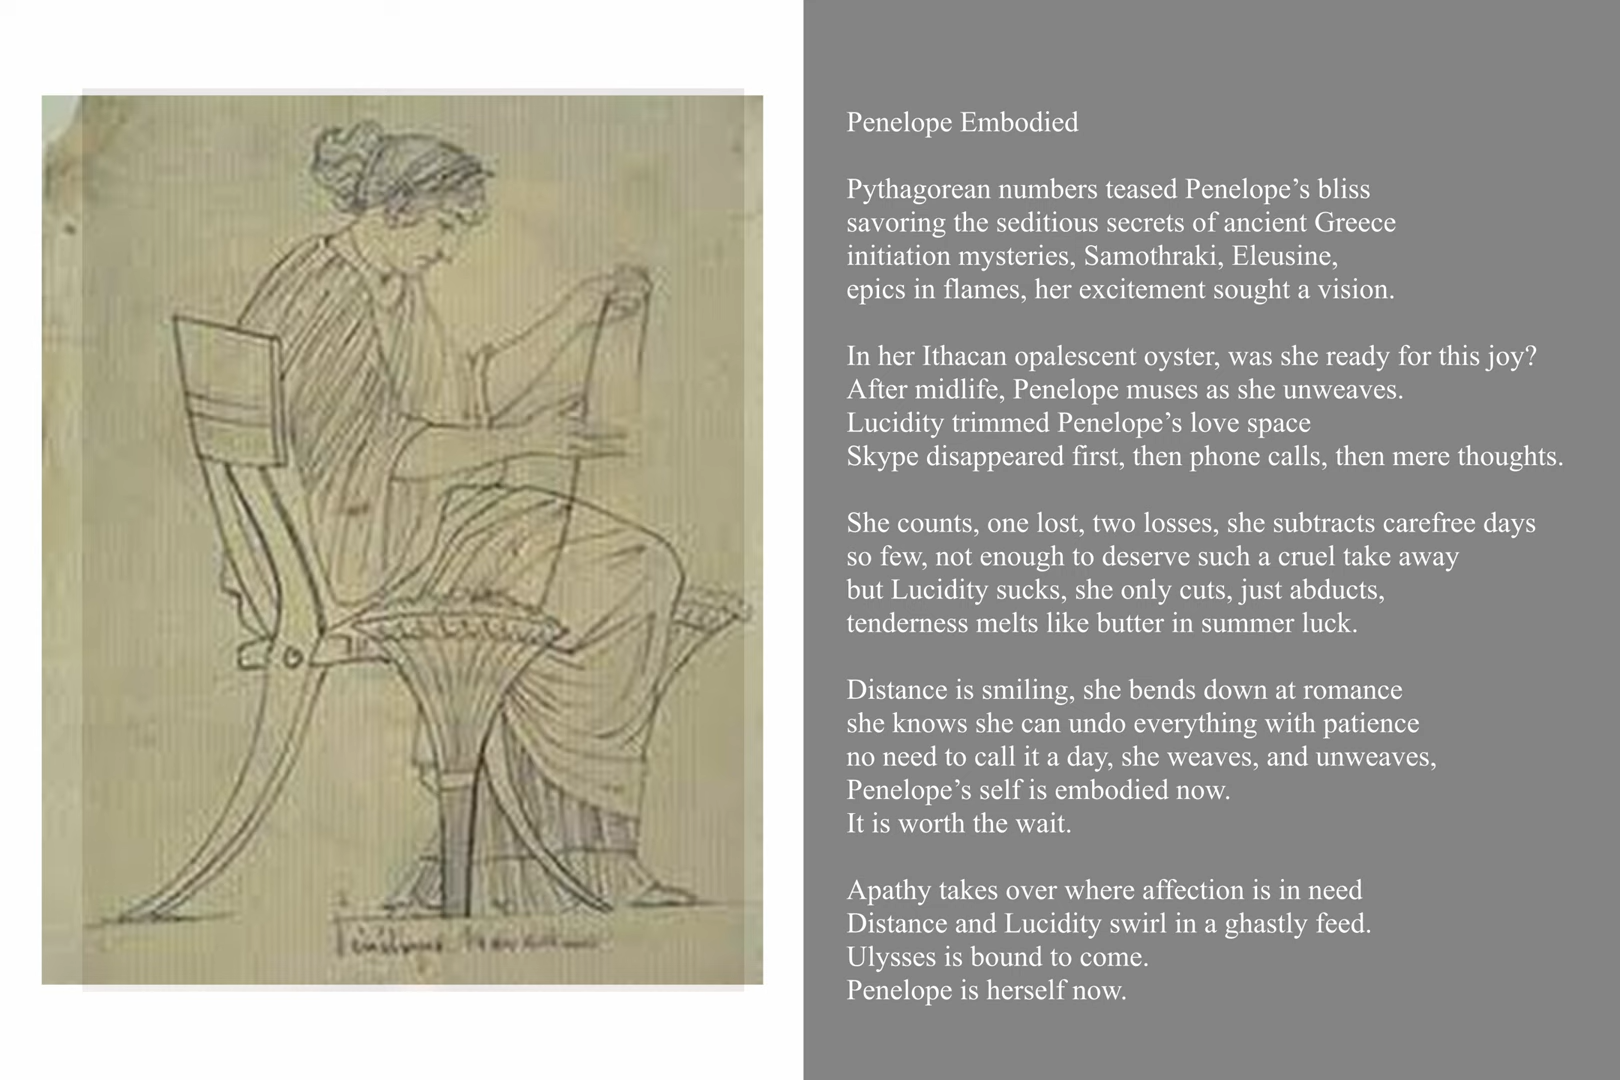 Penelope Embodied
Pythagorean numbers teased Penelope’s bliss
savoring the seditious secrets of ancient Greece
initiation mysteries, Samothraki, Eleusine,
epics in flames, her excitement sought a vision.
In her Ithacan opalescent oyster, was she ready for this joy?
After midlife, Penelope muses as she unweaves.
Lucidity trimmed Penelope’s love space
Skype disappeared first, then phone calls, then mere thoughts.
She counts, one lost, two losses, she subtracts carefree days
so few, not enough to deserve such a cruel take away
but Lucidity sucks, she only cuts, just abducts,
tenderness melts like butter in summer luck.
Distance is smiling, she bends down at romance
she knows she can undo everything with patience
no need to call it a day, she weaves, and unweaves,
Penelope’s self is embodied now.
It is worth the wait.
Apathy takes over where affection is in need
Distance and Lucidity swirl in a ghastly feed.
Ulysses is bound to come.
Penelope is herself now.